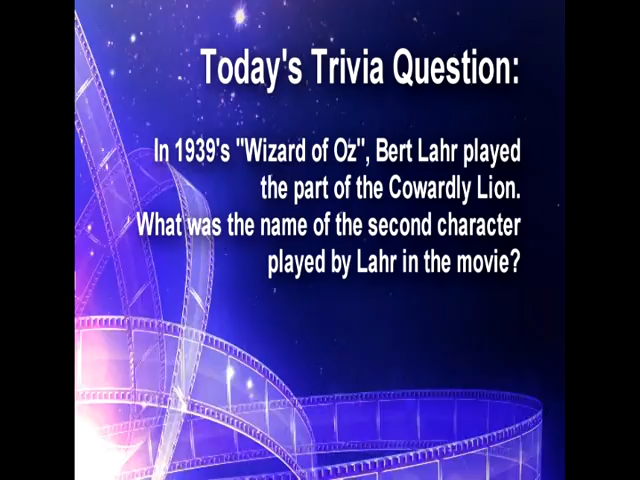 Today's Trivia Question:
In 1939's "Wizard of Oz", Bert Lahr played
the part of the Cowardly Lion.
What was the name of the second character
played by Lahr in the movie?